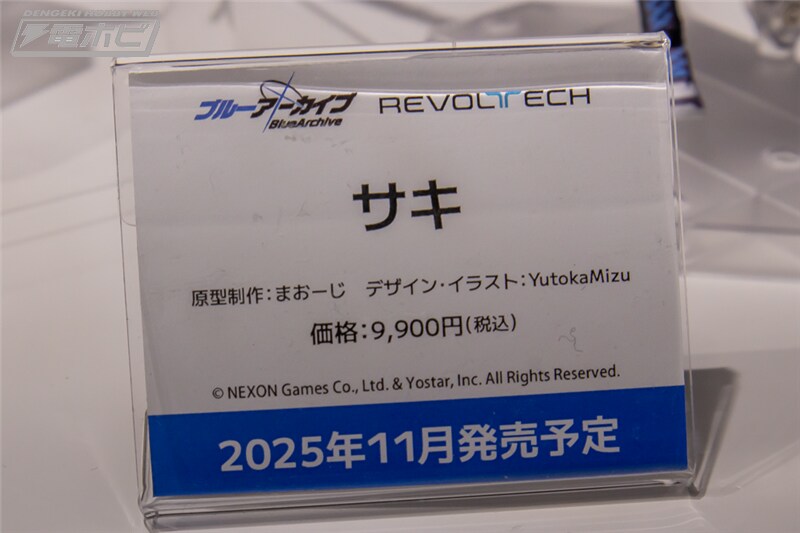 DENGEKI HOBBY WEB
電ホビ
ブルーアーカイブ REVOLTECH
BlueArchive
サキ
原型制作：まおーじ デザイン・イラスト：YutokaMizu
価格：9,900円（税込）
© NEXON Games Co., Ltd. & Yostar, Inc. All Rights Reserved.
2025年11月発売予定